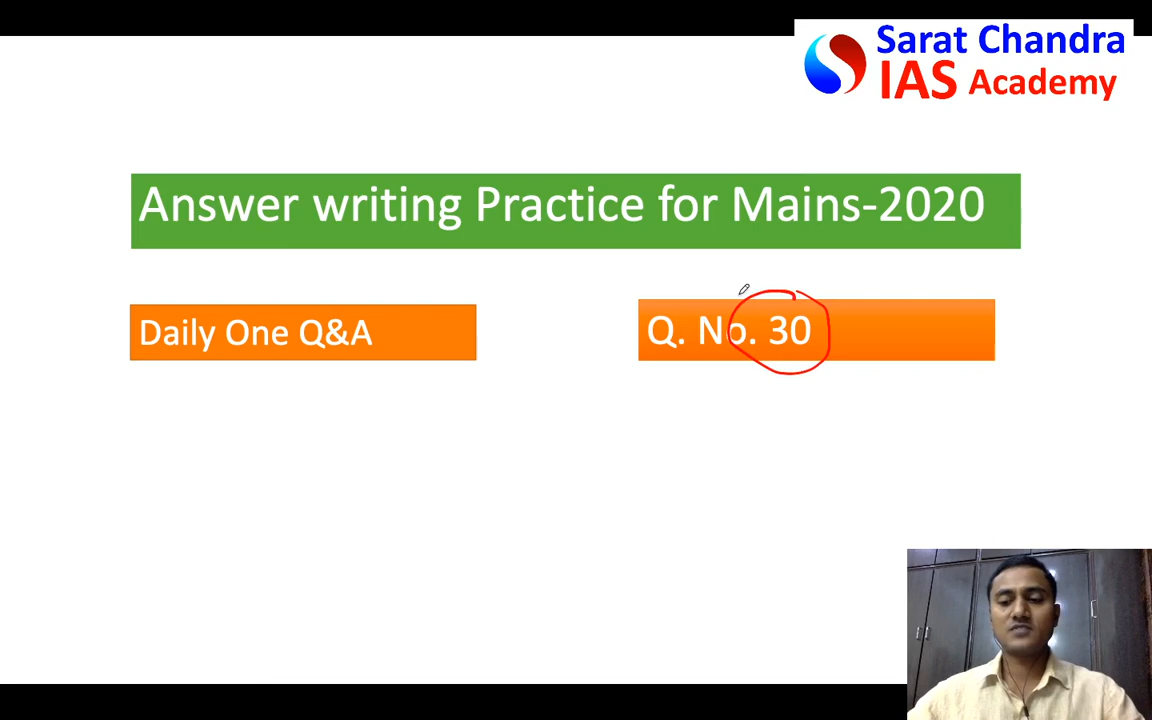 Sarat Chandra
IAS Academy
Answer writing Practice for Mains-2020
Daily One Q&A
Q. No. 30